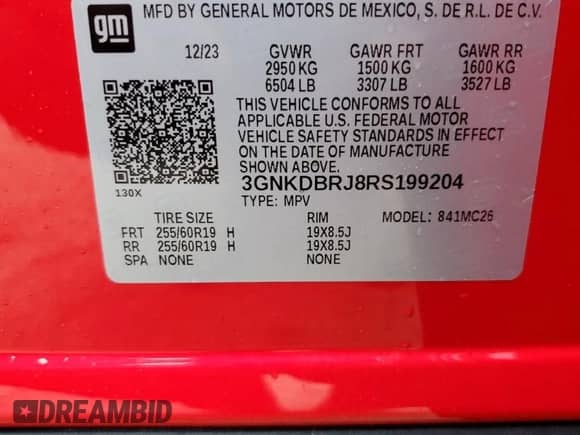 gm
MFD BY GENERAL MOTORS DE MEXICO, S. DE R.L. DE C.V.
12/23 GVWR GAWR FRT GAWR RR
2950 KG 1500 KG 1600 KG
6504 LB 3307 LB 3527 LB
THIS VEHICLE CONFORMS TO ALL
APPLICABLE U.S. FEDERAL MOTOR
VEHICLE SAFETY STANDARDS IN EFFECT
ON THE DATE OF MANUFACTURE
SHOWN ABOVE.
130X 3GNKDBRJ8RS199204
TYPE: MPV
TIRE SIZE RIM MODEL: 841MC26
FRT 255/60R19 H 19X8.5J
RR 255/60R19 H 19X8.5J
SPA NONE NONE
DREAMBID